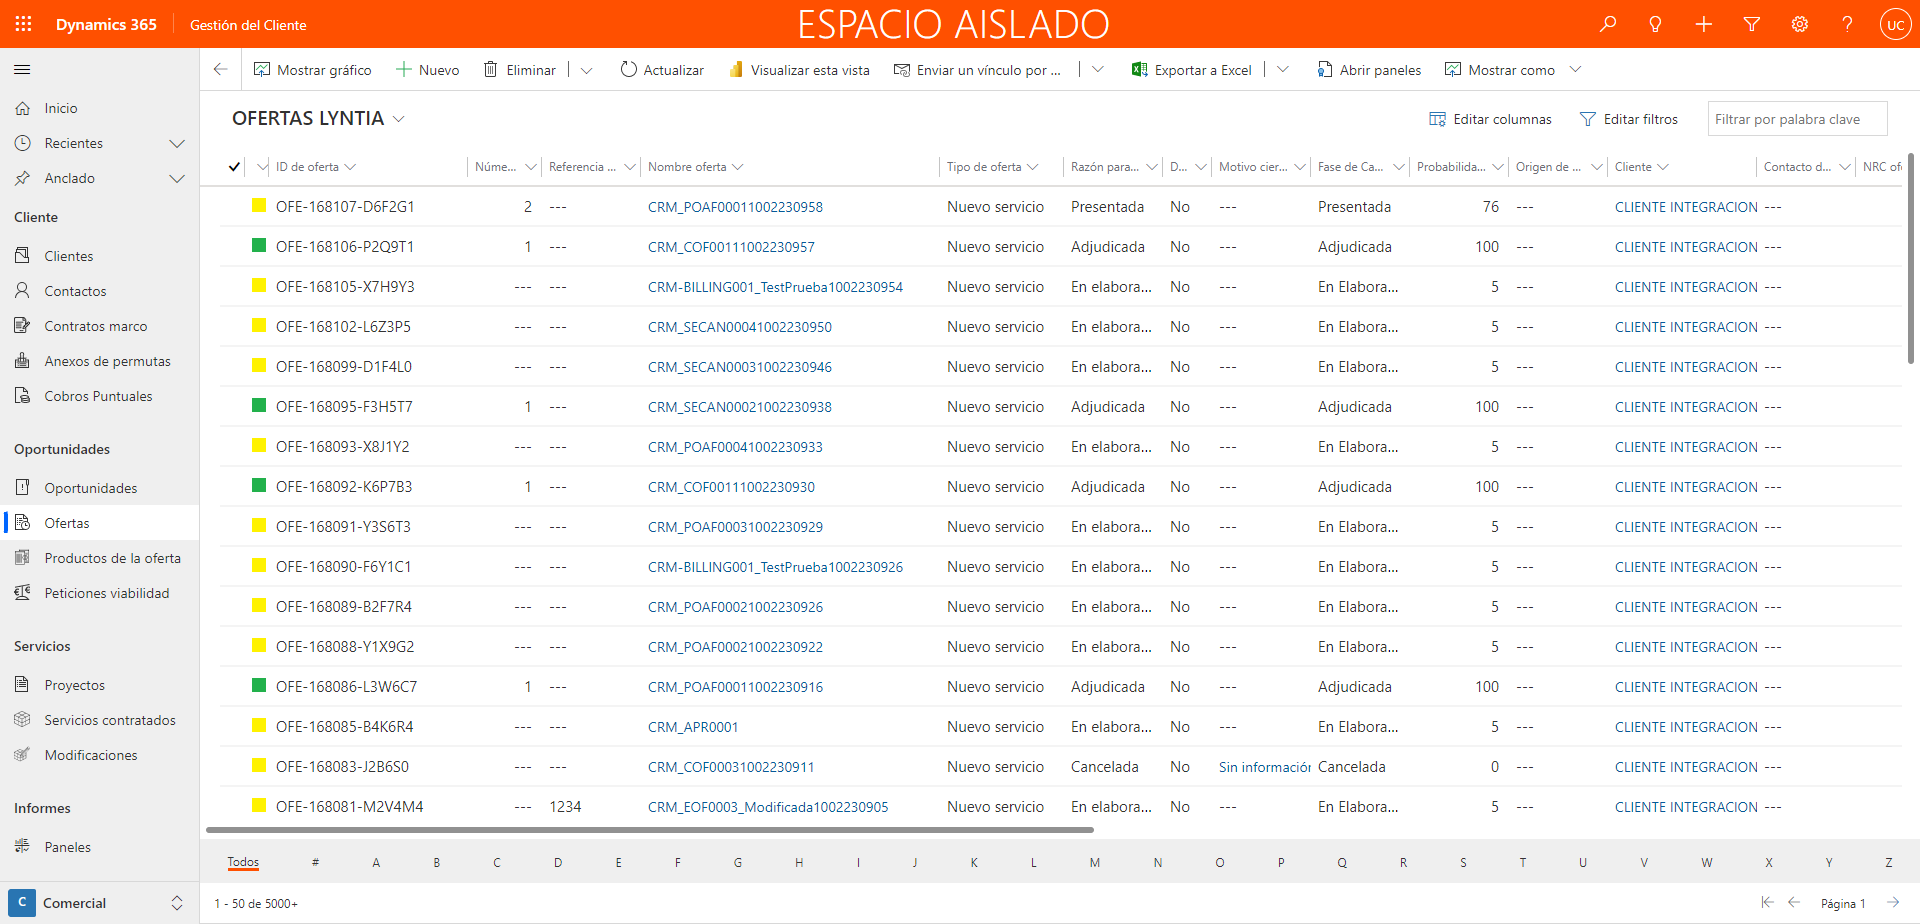 Dynamics 365
Gestión del Cliente
ESPACIO AISLADO
UC
Mostrar gráfico
Nuevo
Eliminar
Actualizar
Visualizar esta vista
Enviar un vínculo por ...
Exportar a Excel
Abrir paneles
Mostrar como
Inicio
Recientes
Anclado
Cliente
Clientes
Contactos
Contratos marco
Anexos de permutas
Cobros Puntuales
Oportunidades
Oportunidades
Ofertas
Productos de la oferta
Peticiones viabilidad
Servicios
Proyectos
Servicios contratados
Modificaciones
Informes
Paneles
C Comercial
OFERTAS LYNTIA
Editar columnas
Editar filtros
Filtrar por palabra clave
ID de oferta Núme... Referencia ... Nombre oferta Tipo de oferta Razón para... D... Motivo cier... Fase de Ca... Probabilida... Origen de ... Cliente Contacto d... NRC of
OFE-168107-D6F2G1 2 --- CRM_POAF00011002230958 Nuevo servicio Presentada No --- Presentada 76 --- CLIENTE INTEGRACION ---
OFE-168106-P2Q9T1 1 --- CRM_COF00111002230957 Nuevo servicio Adjudicada No --- Adjudicada 100 --- CLIENTE INTEGRACION ---
OFE-168105-X7H9Y3 --- --- CRM-BILLING001_TestPrueba1002230954 Nuevo servicio En elabora... No --- En Elabora... 5 --- CLIENTE INTEGRACION ---
OFE-168102-L6Z3P5 --- --- CRM_SECAN00041002230950 Nuevo servicio En elabora... No --- En Elabora... 5 --- CLIENTE INTEGRACION ---
OFE-168099-D1F4L0 --- --- CRM_SECAN00031002230946 Nuevo servicio En elabora... No --- En Elabora... 5 --- CLIENTE INTEGRACION ---
OFE-168095-F3H5T7 1 --- CRM_SECAN00021002230938 Nuevo servicio Adjudicada No --- Adjudicada 100 --- CLIENTE INTEGRACION ---
OFE-168093-X8J1Y2 --- --- CRM_POAF00041002230933 Nuevo servicio En elabora... No --- En Elabora... 5 --- CLIENTE INTEGRACION ---
OFE-168092-K6P7B3 1 --- CRM_COF00111002230930 Nuevo servicio Adjudicada No --- Adjudicada 100 --- CLIENTE INTEGRACION ---
OFE-168091-Y3S6T3 --- --- CRM_POAF00031002230929 Nuevo servicio En elabora... No --- En Elabora... 5 --- CLIENTE INTEGRACION ---
OFE-168090-F6Y1C1 --- --- CRM-BILLING001_TestPrueba1002230926 Nuevo servicio En elabora... No --- En Elabora... 5 --- CLIENTE INTEGRACION ---
OFE-168089-B2F7R4 --- --- CRM_POAF00021002230926 Nuevo servicio En elabora... No --- En Elabora... 5 --- CLIENTE INTEGRACION ---
OFE-168088-Y1X9G2 --- --- CRM_POAF00021002230922 Nuevo servicio En elabora... No --- En Elabora... 5 --- CLIENTE INTEGRACION ---
OFE-168086-L3W6C7 1 --- CRM_POAF00011002230916 Nuevo servicio Adjudicada No --- Adjudicada 100 --- CLIENTE INTEGRACION ---
OFE-168085-B4K6R4 --- --- CRM_APR0001 Nuevo servicio En elabora... No --- En Elabora... 5 --- CLIENTE INTEGRACION ---
OFE-168083-J2B6S0 --- --- CRM_COF00031002230911 Nuevo servicio Cancelada No Sin información Cancelada 0 --- CLIENTE INTEGRACION ---
OFE-168081-M2V4M4 --- 1234 CRM_EOF0003_Modificada1002230905 Nuevo servicio En elabora... No --- En Elabora... 5 --- CLIENTE INTEGRACION ---
Todos # A B C D E F G H I J K L M N O P Q R S T U V W X Y Z
1 - 50 de 5000+
Página 1